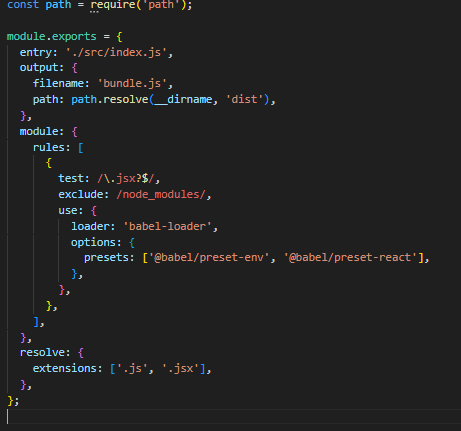 const path = require('path');
module.exports = {
entry: './src/index.js',
output: {
filename: 'bundle.js',
path: path.resolve(__dirname, 'dist'),
},
module: {
rules: [
{
test: /\.jsx?$/,
exclude: /node_modules/,
use: {
loader: 'babel-loader',
options: {
presets: ['@babel/preset-env', '@babel/preset-react'],
},
},
},
],
},
resolve: {
extensions: ['.js', '.jsx'],
},
};